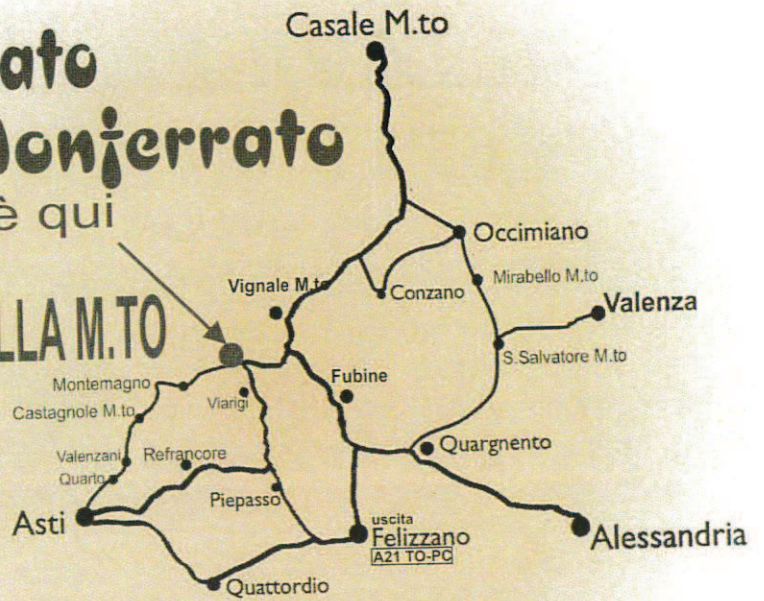 Casale M.to
ato
Monferrato
è qui
Occimiano
Mirabello M.to
Vignale M.to
Conzano
Valenza
LLA M.TO
S.Salvatore M.to
Fubine
Montemagno
Viarigi
Castagnole M.to
Quargnento
Valenzani
Refrancore
Quarto
Piepasso
Asti
uscita
Felizzano
A21 TO-PC
Alessandria
Quattordio